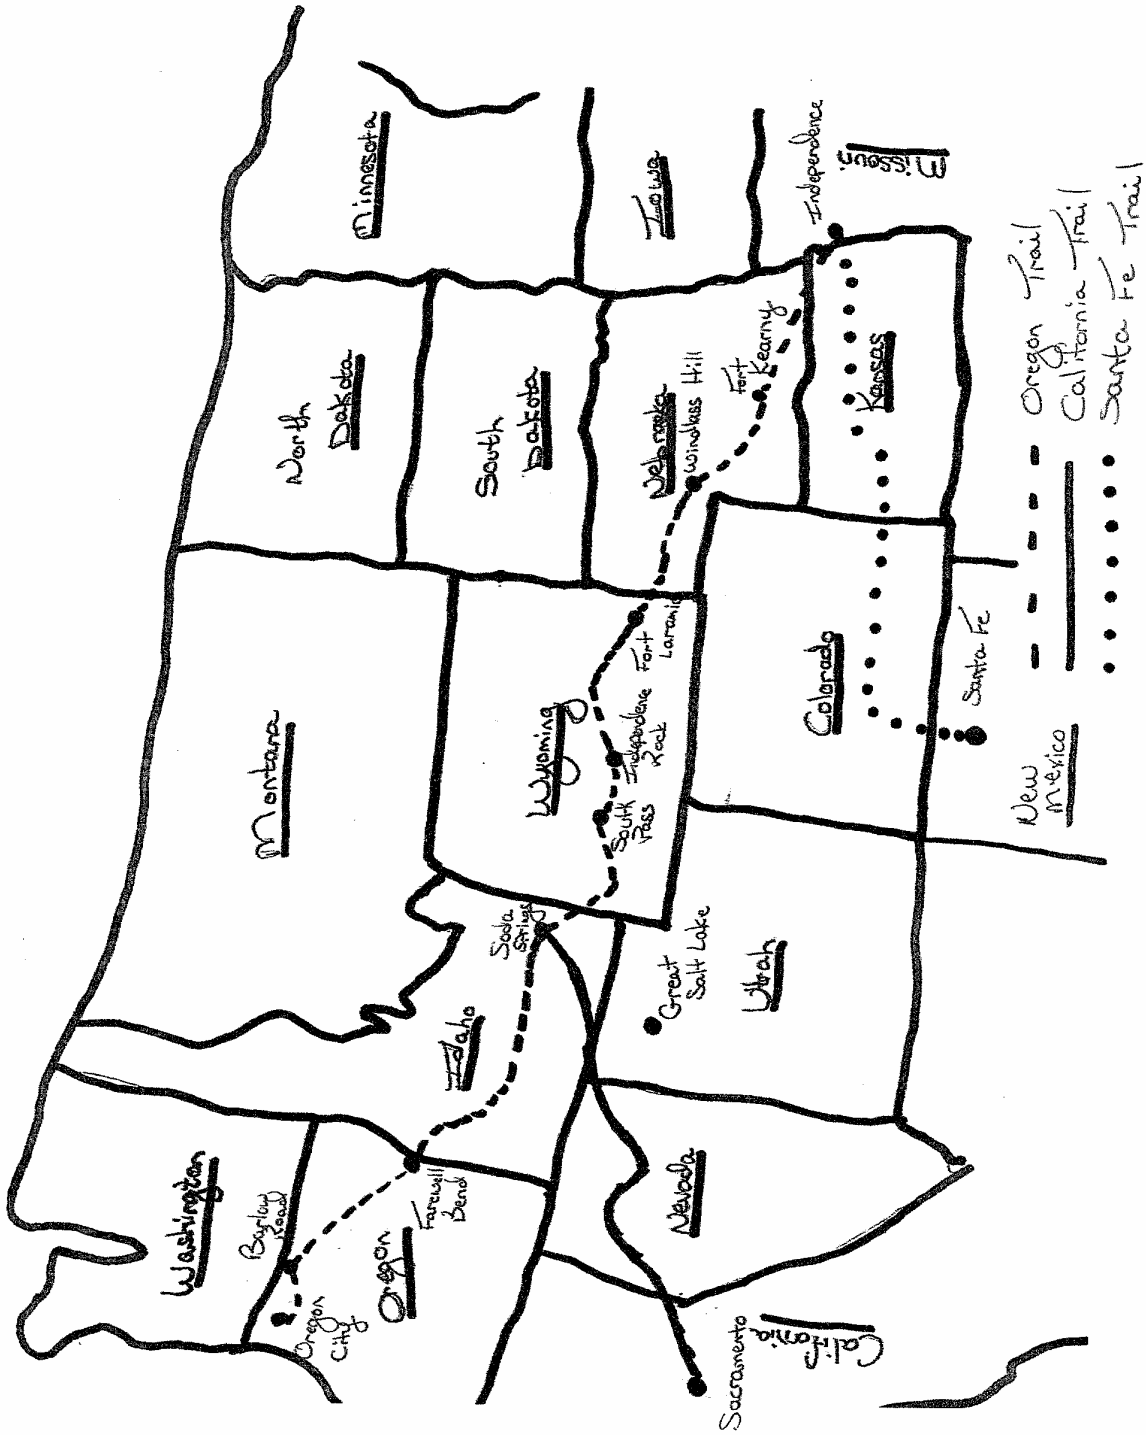 Washington
Barlow
Road
Oregon
City
Oregon
Farewell
Bend
Idaho
Soda
Strings
Montana
Wyoming
South
Pass
Independence
Rock
Fort
Laramie
North
Dakota
South
Dakota
Nebraska
Windlass Hill
Fort
Kearny
Minnesota
Iowa
Independence
Missouri
Kansas
Colorado
Santa Fe
New
Mexico
Great
Salt Lake
Utah
Nevada
Sacramento
California
Oregon Trail
California Trail
Santa Fe Trail